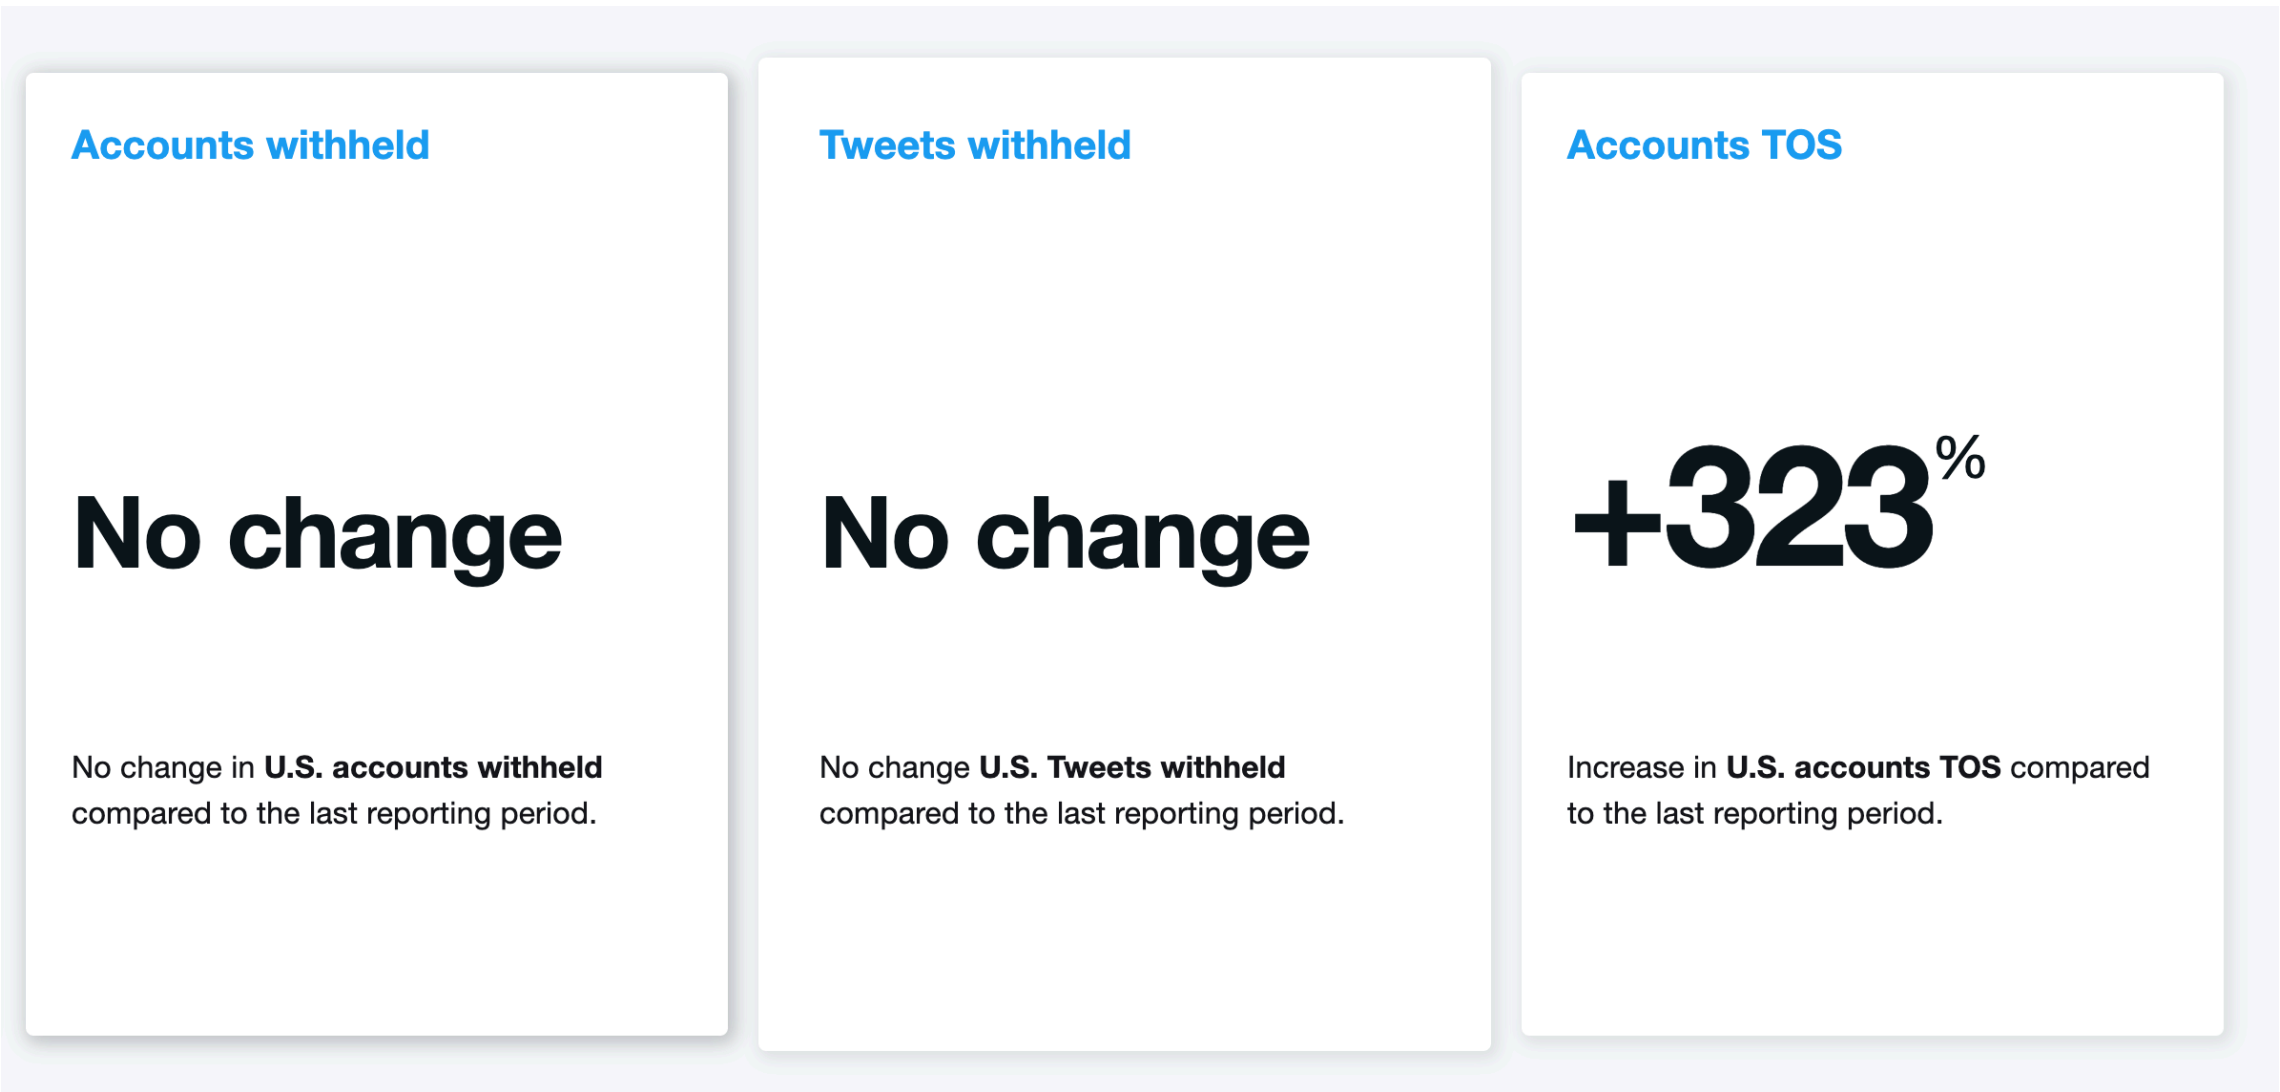 Accounts withheld
No change
No change in U.S. accounts withheld
compared to the last reporting period.
Tweets withheld
No change
No change U.S. Tweets withheld
compared to the last reporting period.
Accounts TOS
+323%
Increase in U.S. accounts TOS compared
to the last reporting period.